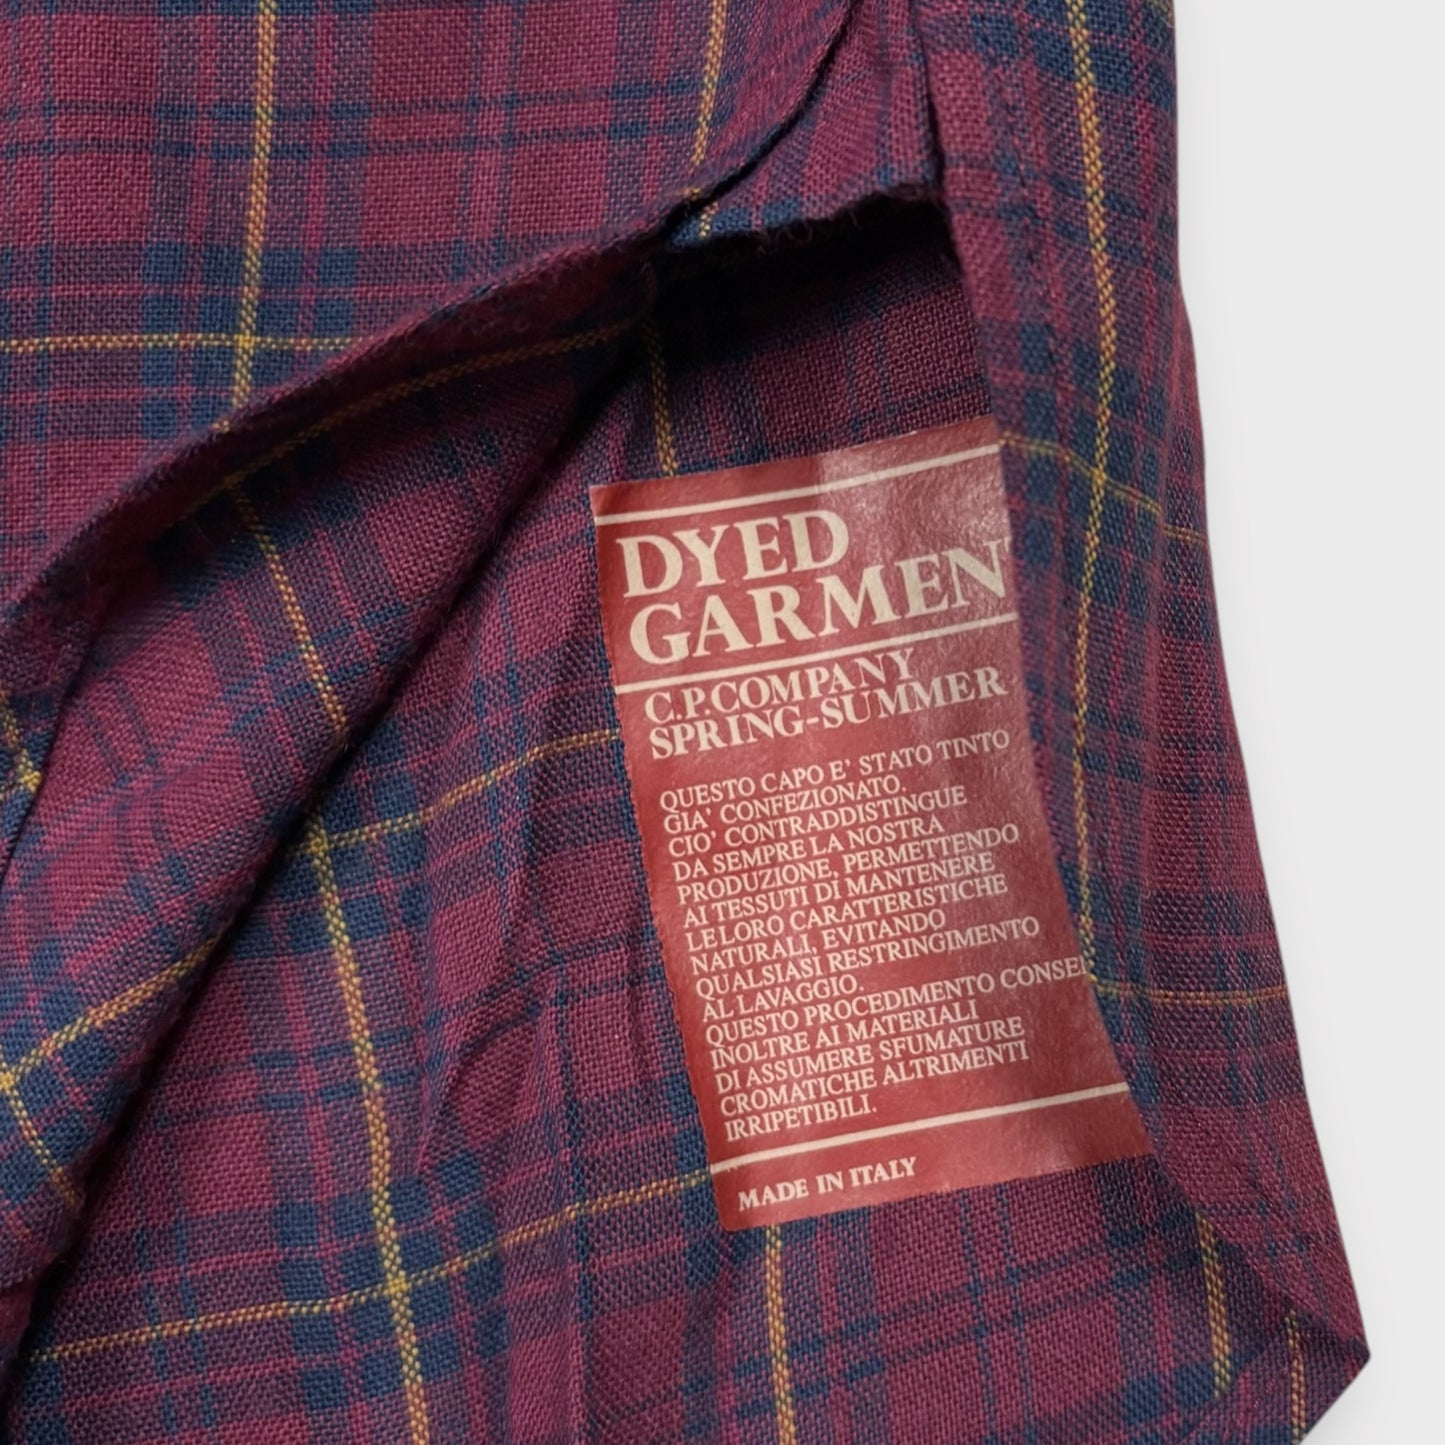 DYED
GARMEN
C.P. COMPANY
SPRING-SUMMER
QUESTO CAPO E' STATO TINTO
GIA' CONFEZIONATO.
CIO' CONTRADDISTINGUE
DA SEMPRE LA NOSTRA
PRODUZIONE, PERMETTENDO
AI TESSUTI DI MANTENERE
LE LORO CARATTERISTICHE
NATURALI, EVITANDO
QUALSIASI RESTRINGIMENTO
AL LAVAGGIO.
QUESTO PROCEDIMENTO CONSE
INOLTRE AI MATERIALI
DI ASSUMERE SFUMATURE
CROMATICHE ALTRIMENTI
IRRIPETIBILI.
MADE IN ITALY